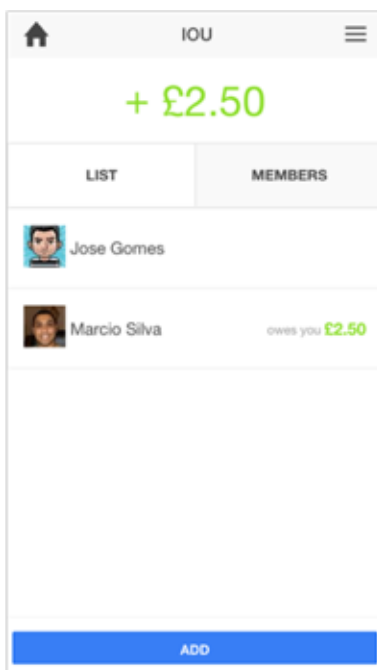 IOU
+ £2.50
LIST MEMBERS
Jose Gomes
Marcio Silva owes you £2.50
ADD